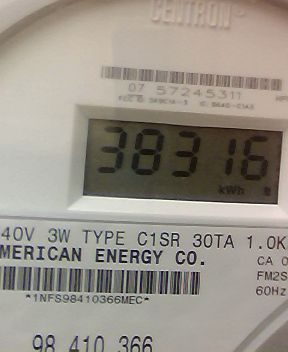 CENTRON
07 57245311
38316
kWh
40V 3W TYPE C1SR 30TA 1.0K
MERICAN ENERGY CO.
CA 0
FM2S
60Hz
*1NFS98410366MEC*
98 410 366